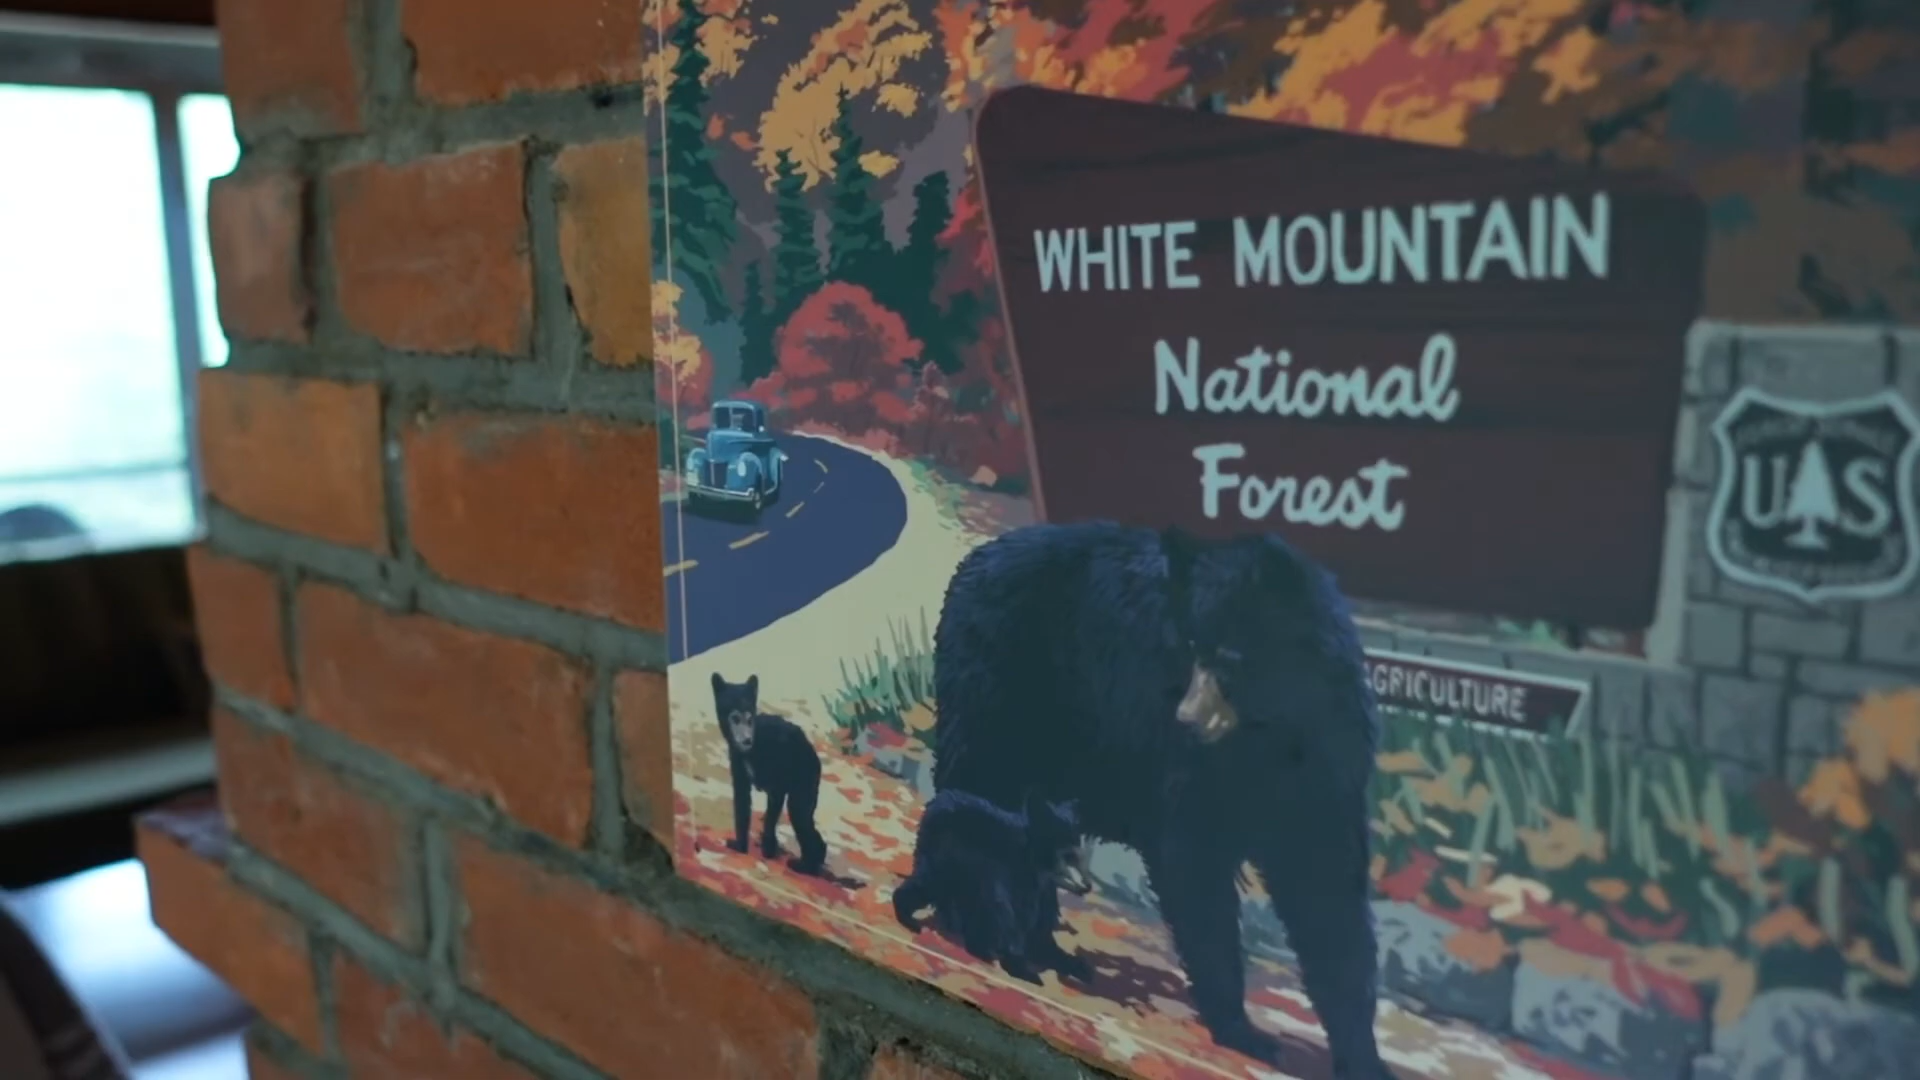 WHITE MOUNTAIN
National
Forest
US
AGRICULTURE